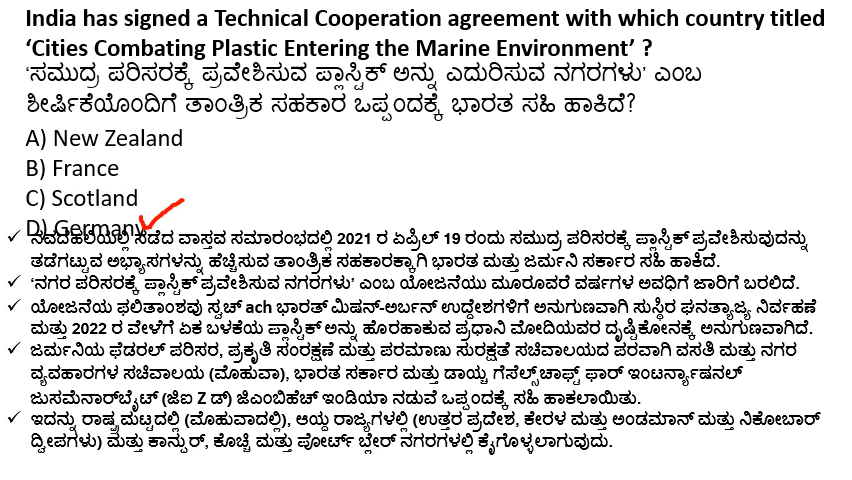 India has signed a Technical Cooperation agreement with which country titled
‘Cities Combating Plastic Entering the Marine Environment’ ?
‘ಸಮುದ್ರ ಪರಿಸರಕ್ಕೆ ಪ್ರವೇಶಿಸುವ ಪ್ಲಾಸ್ಟಿಕ್ ಅನ್ನು ಎದುರಿಸುವ ನಗರಗಳು’ ಎಂಬ
ಶೀರ್ಷಿಕೆಯೊಂದಿಗೆ ತಾಂತ್ರಿಕ ಸಹಕಾರ ಒಪ್ಪಂದಕ್ಕೆ ಭಾರತ ಸಹಿ ಹಾಕಿದೆ?
A) New Zealand
B) France
C) Scotland
D) Germany
✓ ನವದೆಹಲಿಯಲ್ಲಿ ನಡೆದ ವಾಸ್ತವ ಸಮಾರಂಭದಲ್ಲಿ 2021 ರ ಏಪ್ರಿಲ್ 19 ರಂದು ಸಮುದ್ರ ಪರಿಸರಕ್ಕೆ ಪ್ಲಾಸ್ಟಿಕ್ ಪ್ರವೇಶಿಸುವುದನ್ನು
ತಡೆಗಟ್ಟುವ ಅಭ್ಯಾಸಗಳನ್ನು ಹೆಚ್ಚಿಸುವ ತಾಂತ್ರಿಕ ಸಹಕಾರಕ್ಕಾಗಿ ಭಾರತ ಮತ್ತು ಜರ್ಮನಿ ಸರ್ಕಾರ ಸಹಿ ಹಾಕಿದೆ.
✓ ‘ನಗರ ಪರಿಸರಕ್ಕೆ ಪ್ಲಾಸ್ಟಿಕ್ ಪ್ರವೇಶಿಸುವ ನಗರಗಳು’ ಎಂಬ ಯೋಜನೆಯು ಮೂರೂವರೆ ವರ್ಷಗಳ ಅವಧಿಗೆ ಜಾರಿಗೆ ಬರಲಿದೆ.
✓ ಯೋಜನೆಯ ಫಲಿತಾಂಶವು ಸ್ವಚ್ ach ಭಾರತ್ ಮಿಷನ್-ಅರ್ಬನ್ ಉದ್ದೇಶಗಳಿಗೆ ಅನುಗುಣವಾಗಿ ಸುಸ್ಥಿರ ಘನತ್ಯಾಜ್ಯ ನಿರ್ವಹಣೆ
ಮತ್ತು 2022 ರ ವೇಳೆಗೆ ಏಕ ಬಳಕೆಯ ಪ್ಲಾಸ್ಟಿಕ್ ಅನ್ನು ಹೊರಹಾಕುವ ಪ್ರಧಾನಿ ಮೋದಿಯವರ ದೃಷ್ಟಿಕೋನಕ್ಕೆ ಅನುಗುಣವಾಗಿದೆ.
✓ ಜರ್ಮನಿಯ ಫೆಡರಲ್ ಪರಿಸರ, ಪ್ರಕೃತಿ ಸಂರಕ್ಷಣೆ ಮತ್ತು ಪರಮಾಣು ಸುರಕ್ಷತೆ ಸಚಿವಾಲಯದ ಪರವಾಗಿ ವಸತಿ ಮತ್ತು ನಗರ
ವ್ಯವಹಾರಗಳ ಸಚಿವಾಲಯ (ಮೊಹುವಾ), ಭಾರತ ಸರ್ಕಾರ ಮತ್ತು ಡಾಯ್ಚ ಗೆಸೆಲ್ಸ್‌ಚಾಫ್ಟ್ ಫಾರ್ ಇಂಟರ್ನ್ಯಾಷನಲ್
ಜುಸಮೆನಾರ್ಬೈಟ್ (ಜಿಐ Z ಡ್) ಜಿಎಂಬಿಹೆಚ್ ಇಂಡಿಯಾ ನಡುವೆ ಒಪ್ಪಂದಕ್ಕೆ ಸಹಿ ಹಾಕಲಾಯಿತು.
✓ ಇದನ್ನು ರಾಷ್ಟ್ರಮಟ್ಟದಲ್ಲಿ (ಮೊಹುವಾದಲ್ಲಿ), ಆಯ್ದ ರಾಜ್ಯಗಳಲ್ಲಿ (ಉತ್ತರ ಪ್ರದೇಶ, ಕೇರಳ ಮತ್ತು ಅಂಡಮಾನ್ ಮತ್ತು ನಿಕೋಬಾರ್
ದ್ವೀಪಗಳು) ಮತ್ತು ಕಾನ್ಪುರ್, ಕೊಚ್ಚಿ ಮತ್ತು ಪೋರ್ಟ್ ಬ್ಲೇರ್ ನಗರಗಳಲ್ಲಿ ಕೈಗೊಳ್ಳಲಾಗುವುದು.